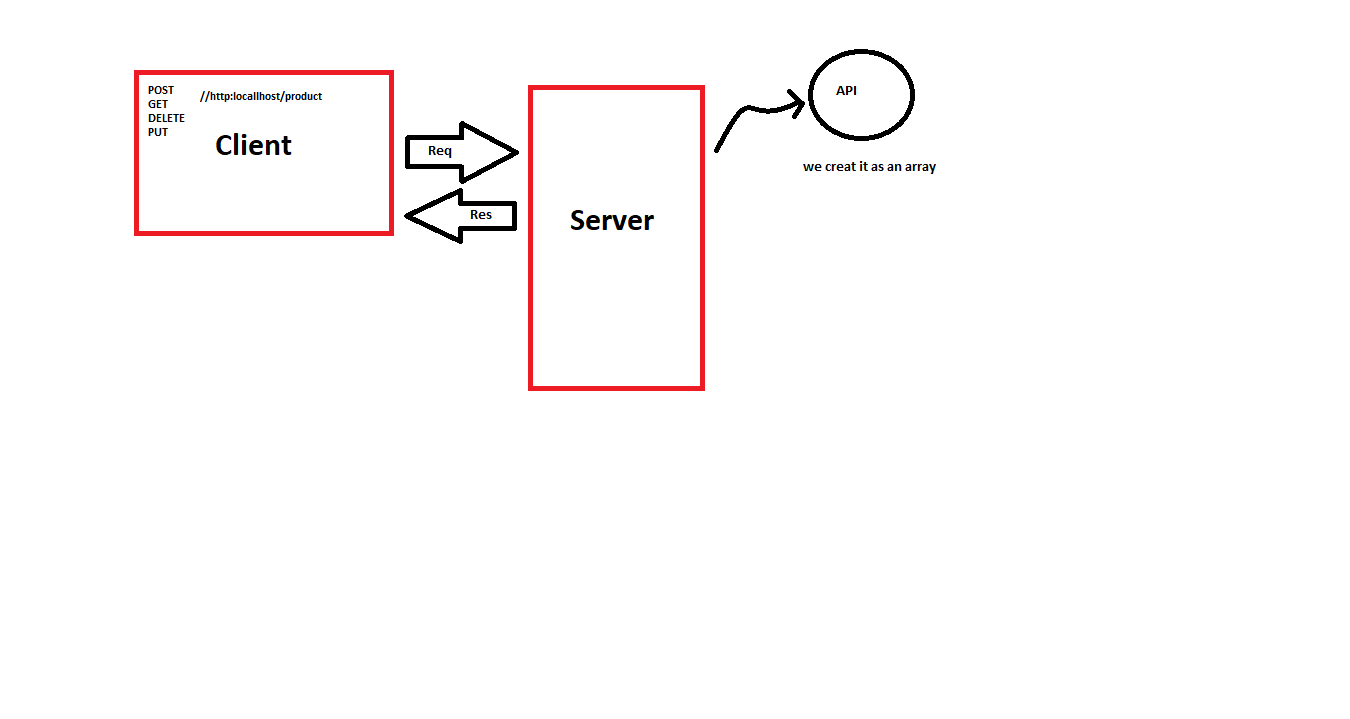 POST
GET
DELETE
PUT
//http:locallhost/product
Client
Req
Res
Server
API
we creat it as an array